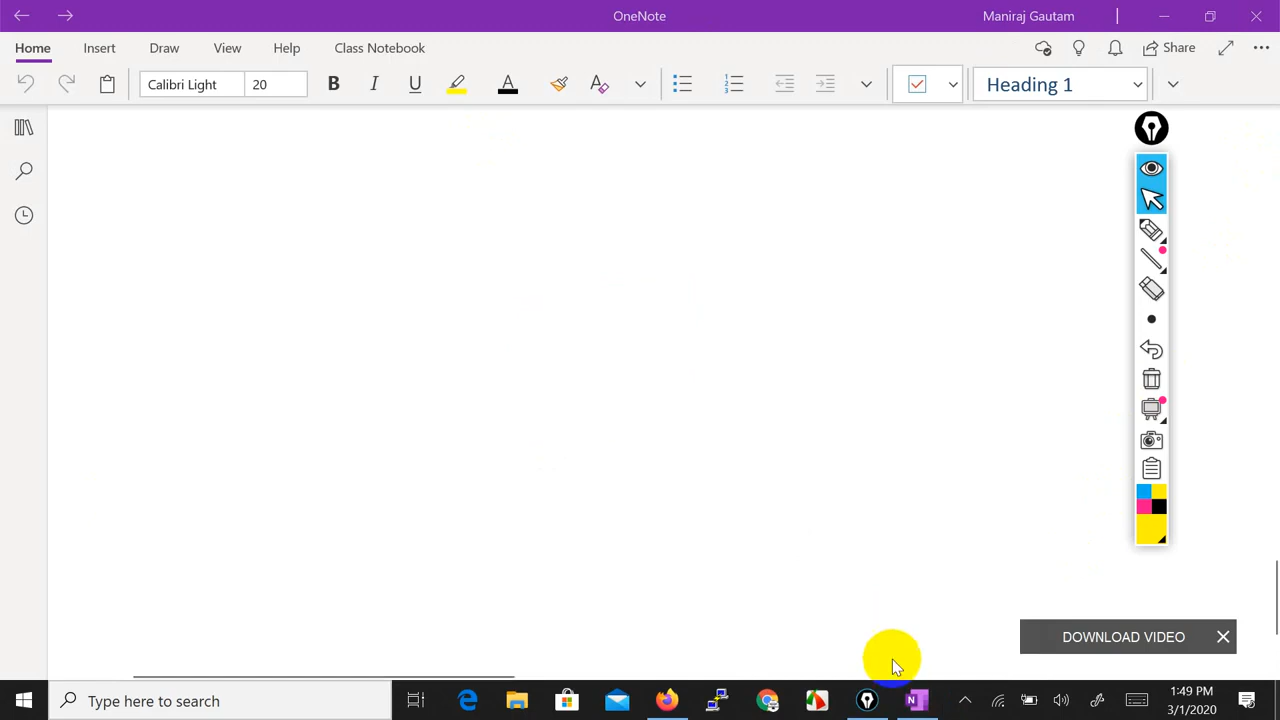 OneNote
Maniraj Gautam
Home Insert Draw View Help Class Notebook
Share
Calibri Light 20 B I U A A Heading 1
DOWNLOAD VIDEO
Type here to search
N
1:49 PM
3/1/2020